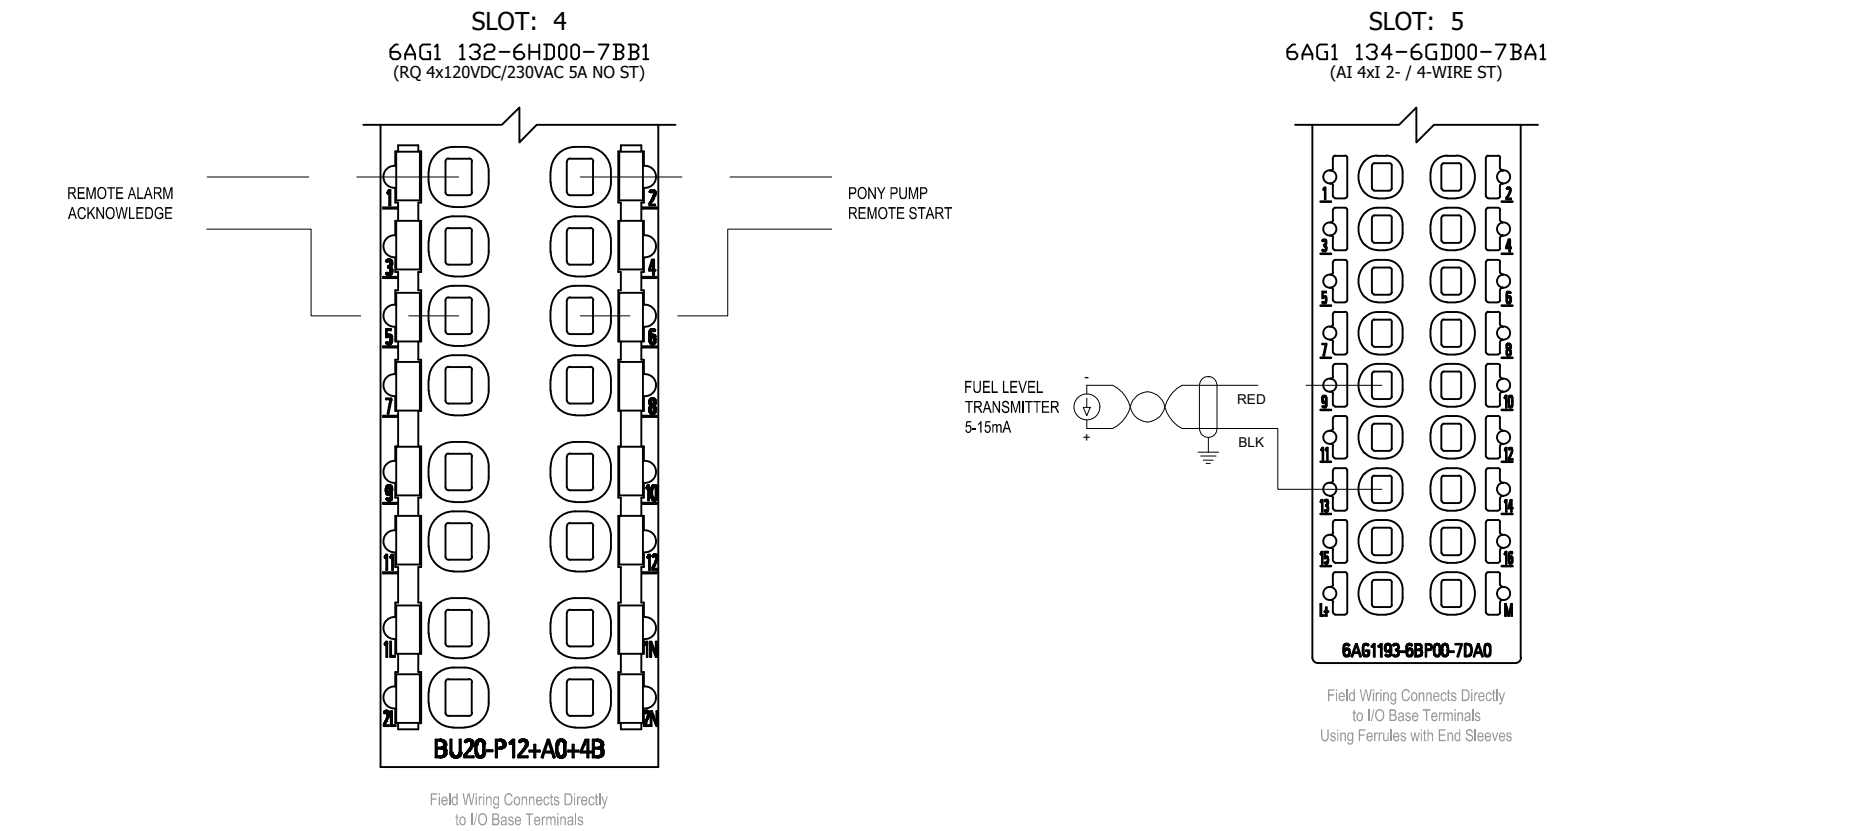 SLOT: 4
6AG1 132-6HD00-7BB1
(RQ 4x120VDC/230VAC 5A NO ST)
REMOTE ALARM
ACKNOWLEDGE
1
2
3
4
5
6
7
8
9
10
11
12
1L
1N
2L
2N
BU20-P12+A0+4B
PONY PUMP
REMOTE START
Field Wiring Connects Directly
to I/O Base Terminals
SLOT: 5
6AG1 134-6GD00-7BA1
(AI 4xI 2- / 4-WIRE ST)
FUEL LEVEL
TRANSMITTER
5-15mA
-
+
RED
BLK
1
2
3
4
5
6
7
8
9
10
11
12
13
14
15
16
L+
M
6AG1193-6BP00-7DA0
Field Wiring Connects Directly
to I/O Base Terminals
Using Ferrules with End Sleeves